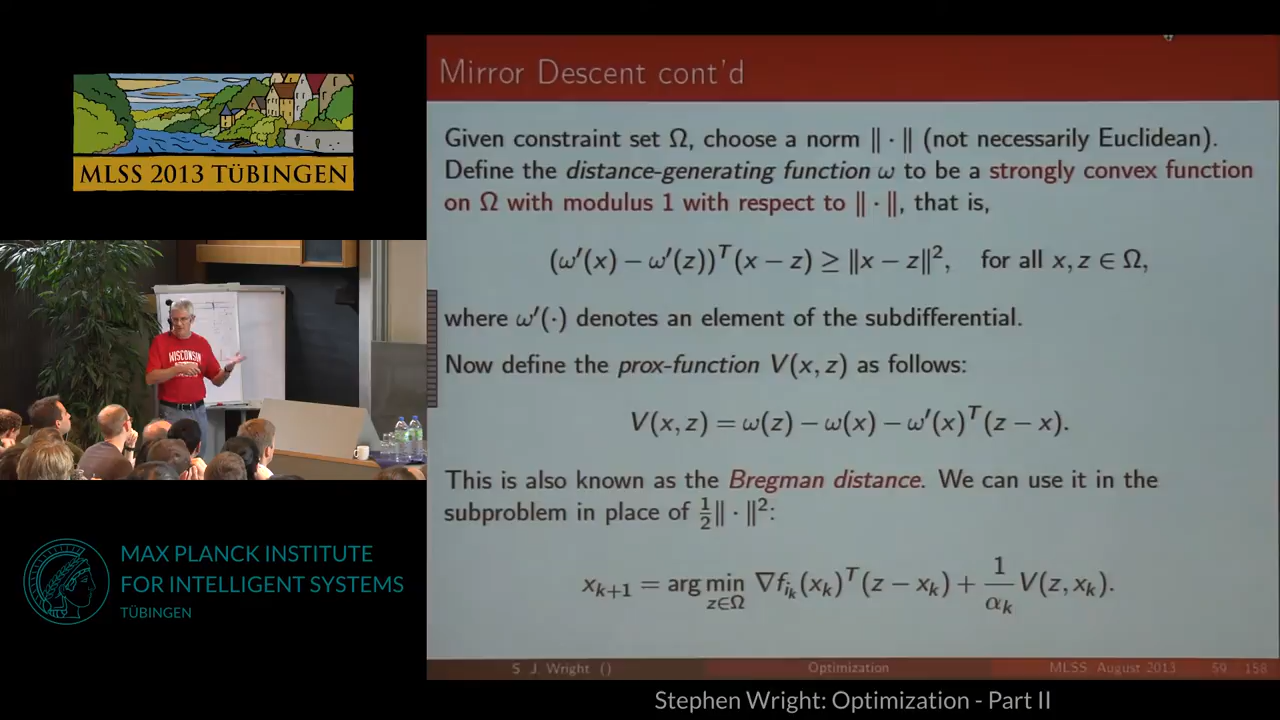 MLSS 2013 TÜBINGEN
WISCONSIN
MAX PLANCK INSTITUTE
FOR INTELLIGENT SYSTEMS
TÜBINGEN
Mirror Descent cont'd
Given constraint set Ω, choose a norm ‖ · ‖ (not necessarily Euclidean).
Define the distance-generating function ω to be a strongly convex function
on Ω with modulus 1 with respect to ‖ · ‖, that is,
(ω′(x) − ω′(z))ᵀ(x − z) ≥ ‖x − z‖², for all x, z ∈ Ω,
where ω′(·) denotes an element of the subdifferential.
Now define the prox-function V(x, z) as follows:
V(x, z) = ω(z) − ω(x) − ω′(x)ᵀ(z − x).
This is also known as the Bregman distance. We can use it in the
subproblem in place of ½‖ · ‖²:
x_{k+1} = arg min_{z∈Ω} ∇f_{i_k}(x_k)ᵀ(z − x_k) + 1/α_k V(z, x_k).
S. J. Wright () Optimization MLSS, August 2013 59 158
Stephen Wright: Optimization - Part II